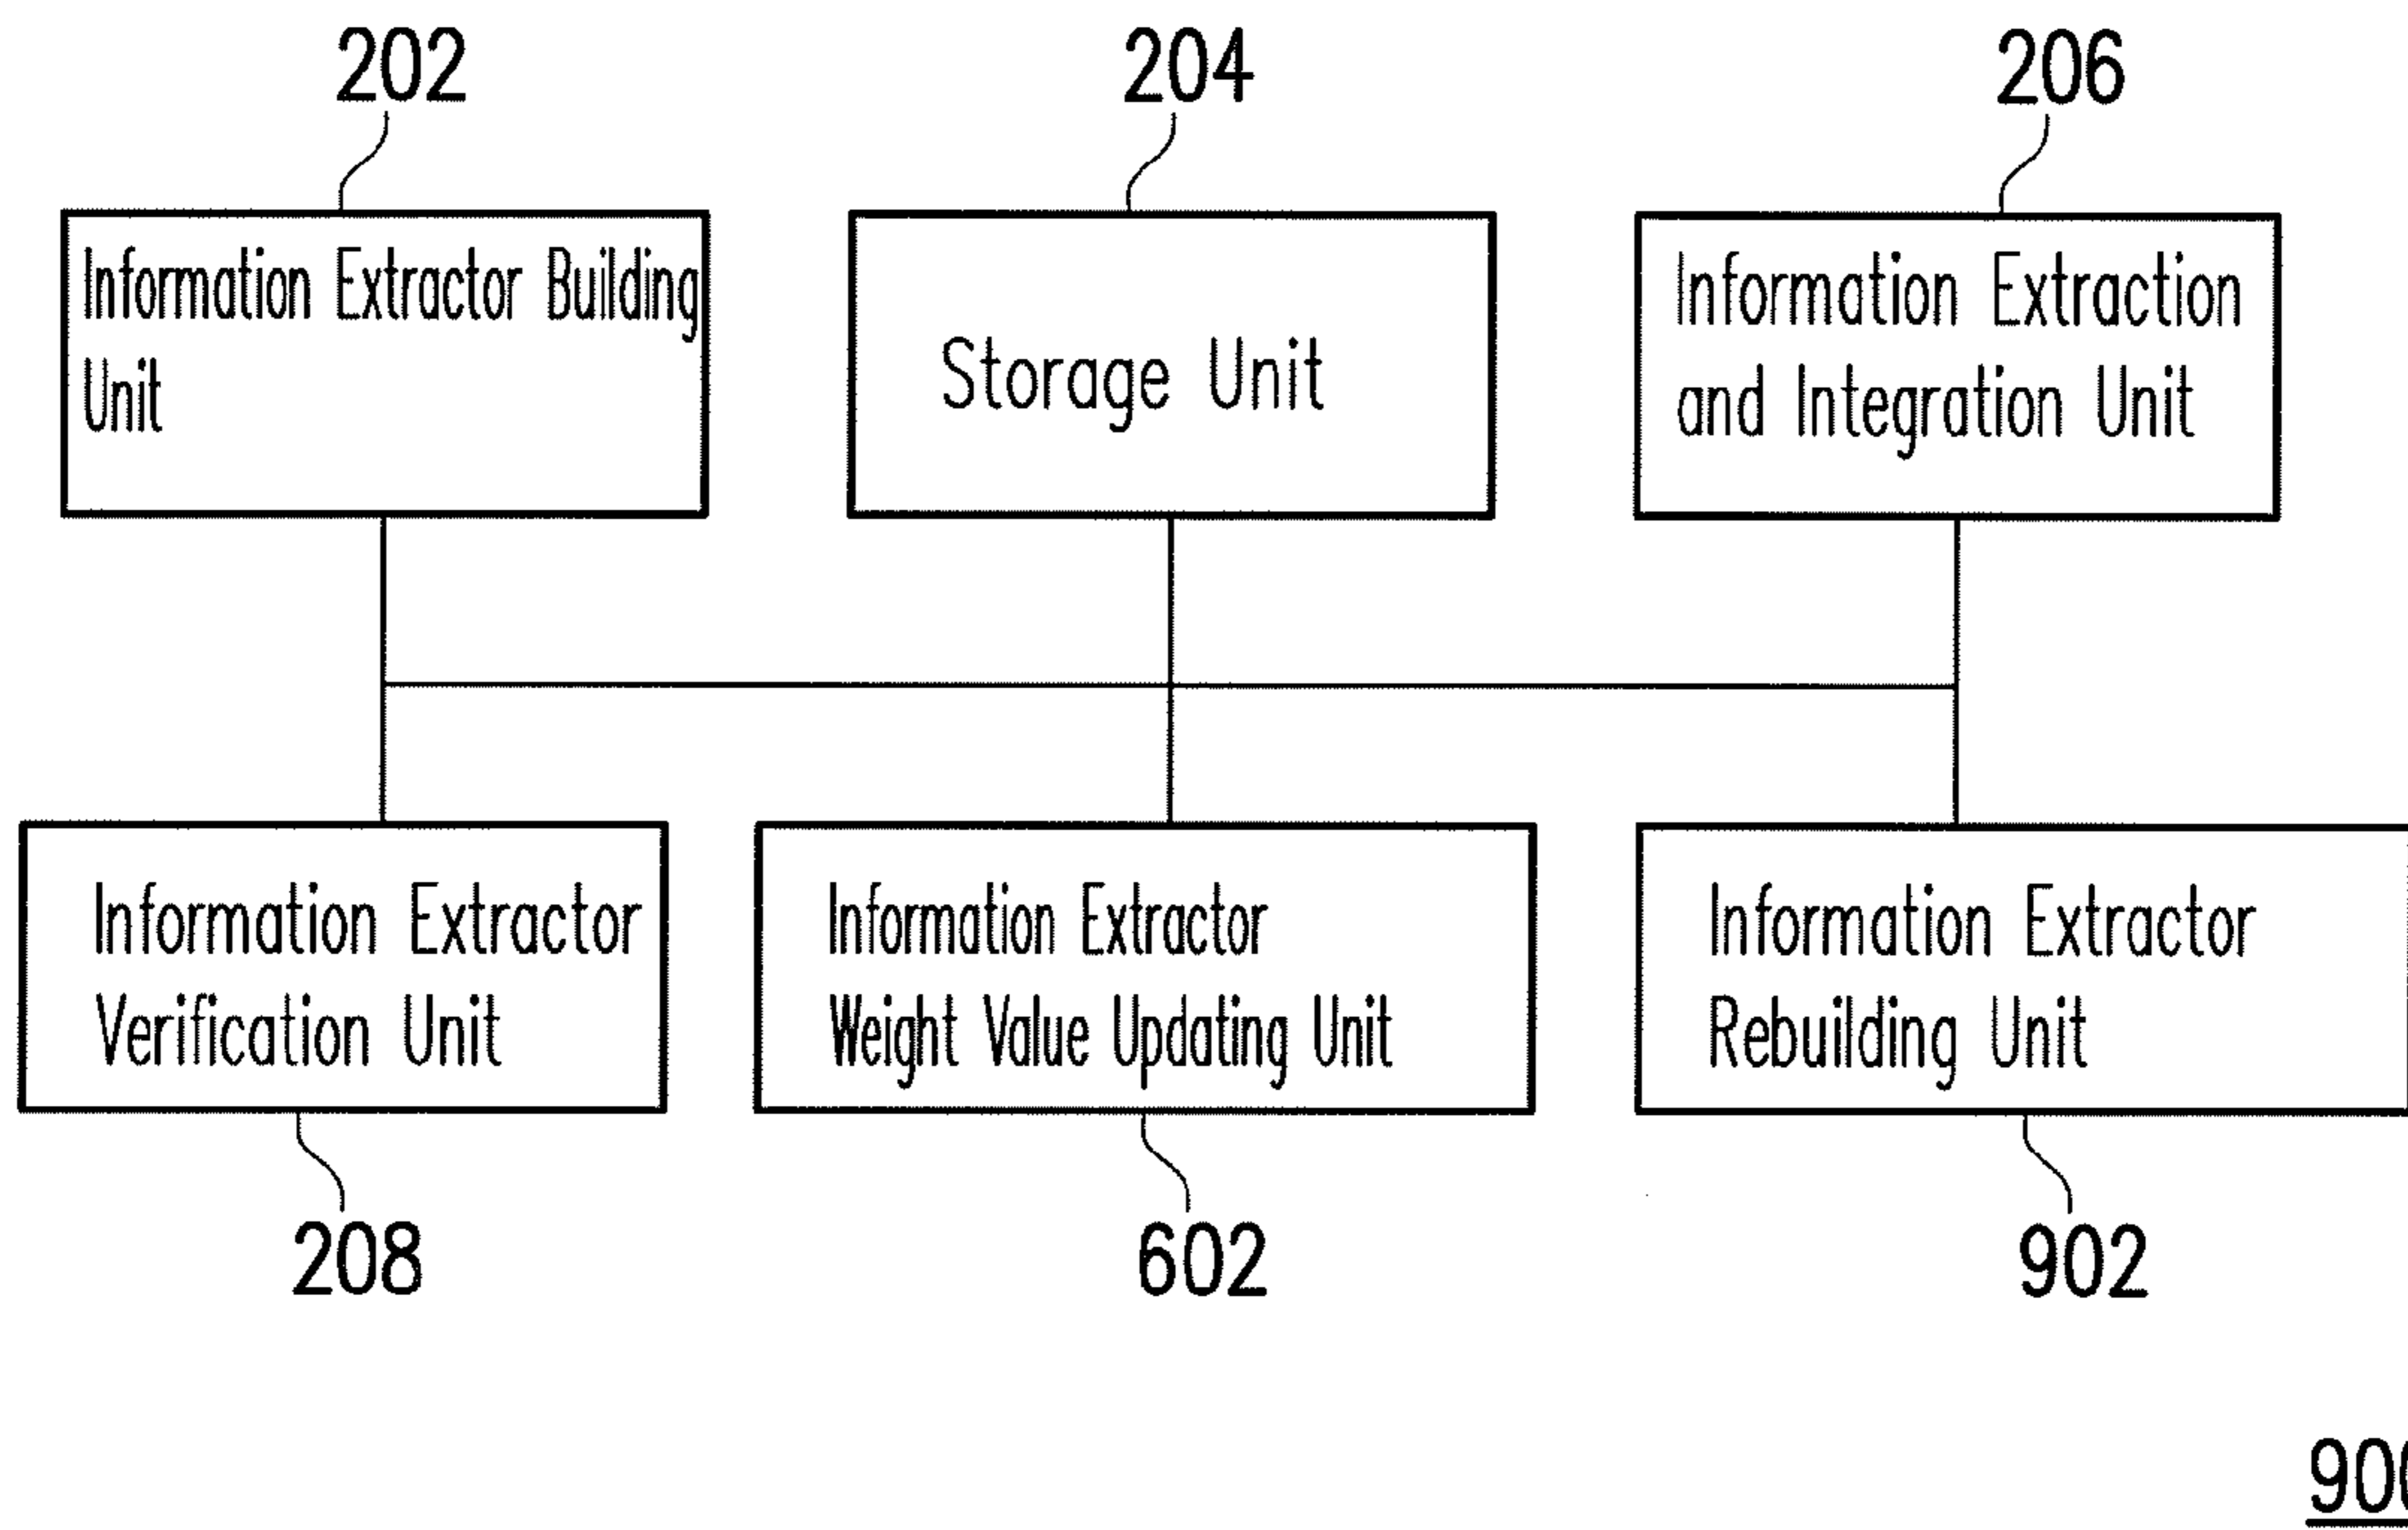 202
204
206
Information Extractor Building
Unit
Storage Unit
Information Extraction
and Integration Unit
Information Extractor
Verification Unit
Information Extractor
Weight Value Updating Unit
Information Extractor
Rebuilding Unit
208
602
902